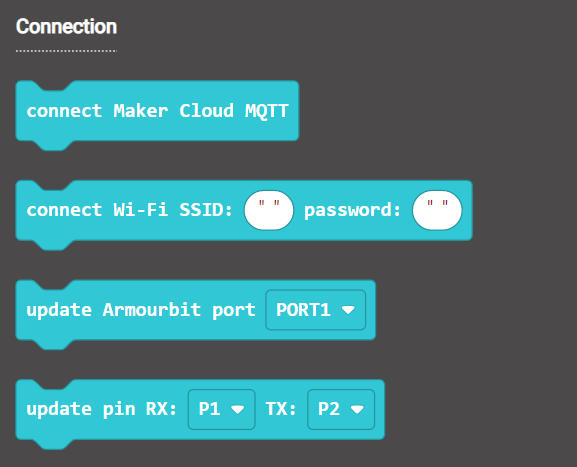 Connection
connect Maker Cloud MQTT
connect Wi-Fi SSID: " " password: " "
update Armourbit port PORT1
update pin RX: P1 TX: P2